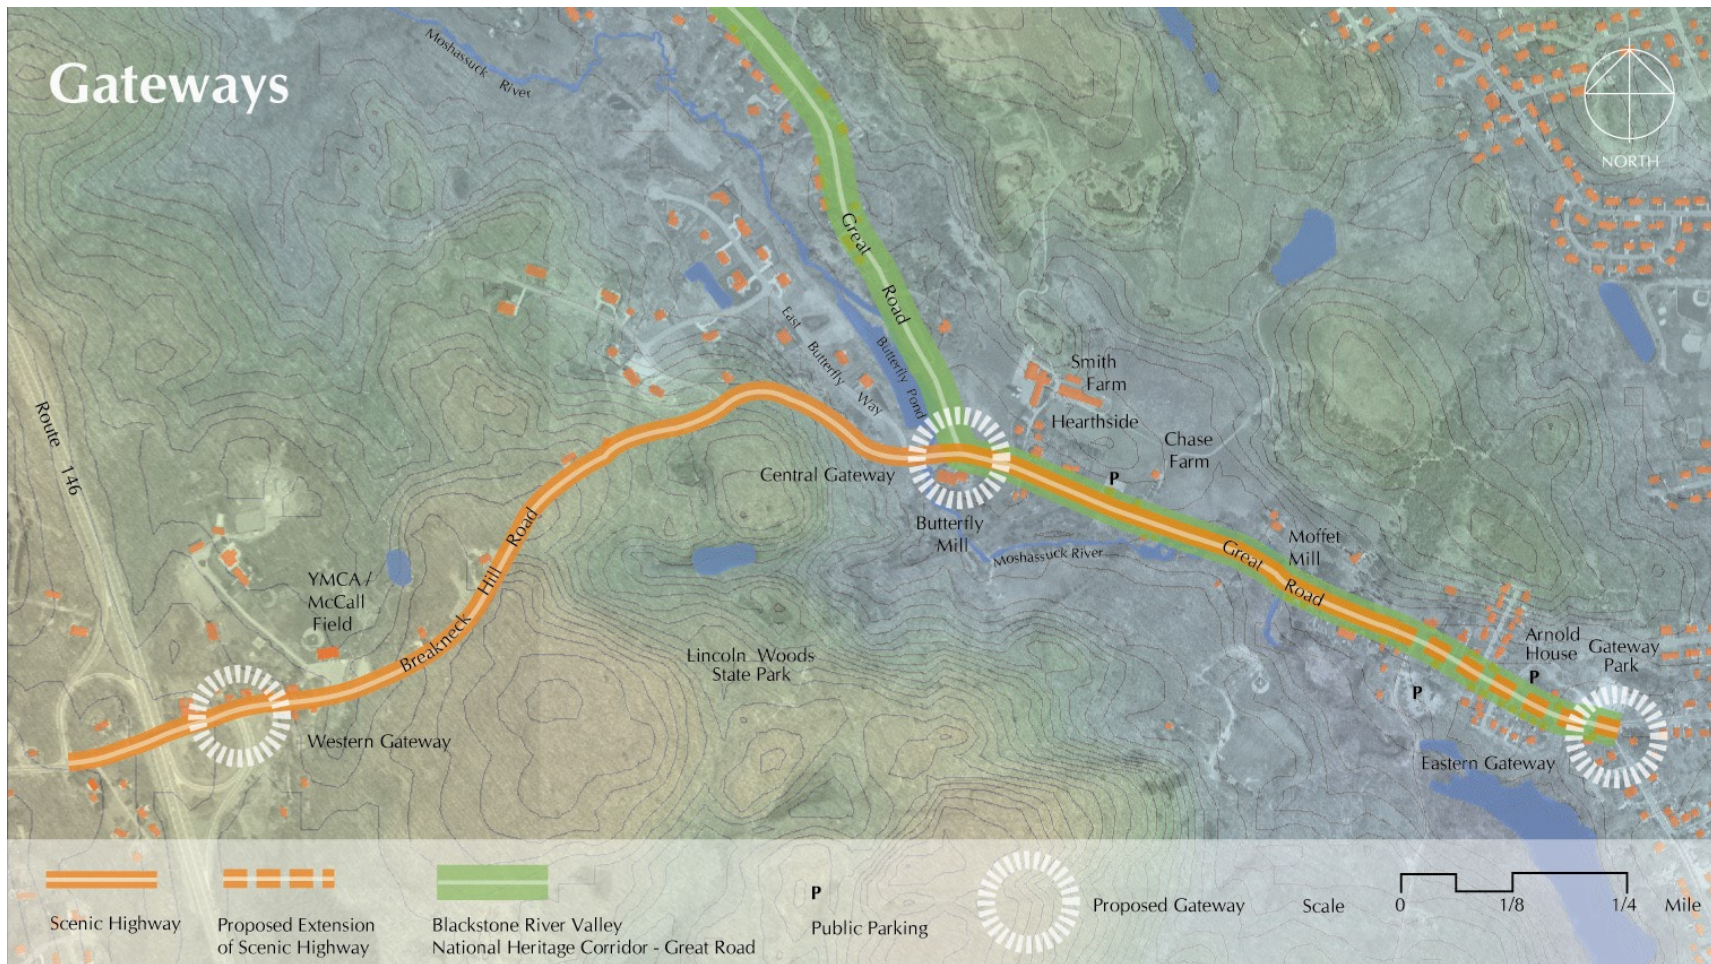 Gateways
Moshassuck
River
NORTH
Great
Road
East
Butterfly
Way
Butterfly Pond
Smith
Farm
Hearthside
Chase
Farm
P
Route 146
Central Gateway
Butterfly
Mill
Moshassuck River
Great
Road
Moffet
Mill
YMCA /
McCall
Field
Breakneck
Hill
Road
Lincoln Woods
State Park
Arnold
House
Gateway
Park
P
P
Western Gateway
Eastern Gateway
Scenic Highway
Proposed Extension
of Scenic Highway
Blackstone River Valley
National Heritage Corridor - Great Road
P
Public Parking
Proposed Gateway
Scale
0 1/8 1/4 Mile